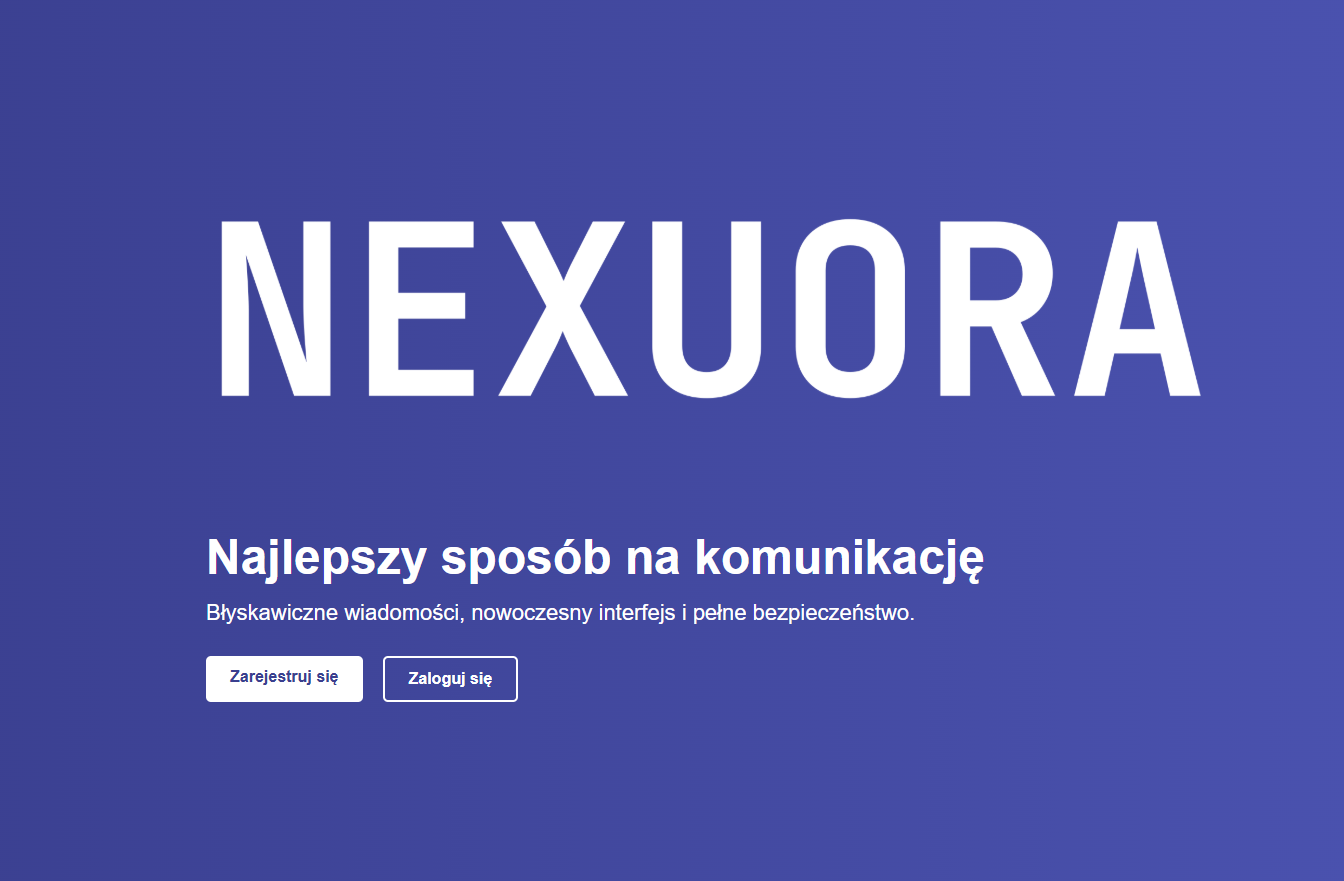 NEXUORA
Najlepszy sposób na komunikację
Błyskawiczne wiadomości, nowoczesny interfejs i pełne bezpieczeństwo.
Zarejestruj się
Zaloguj się